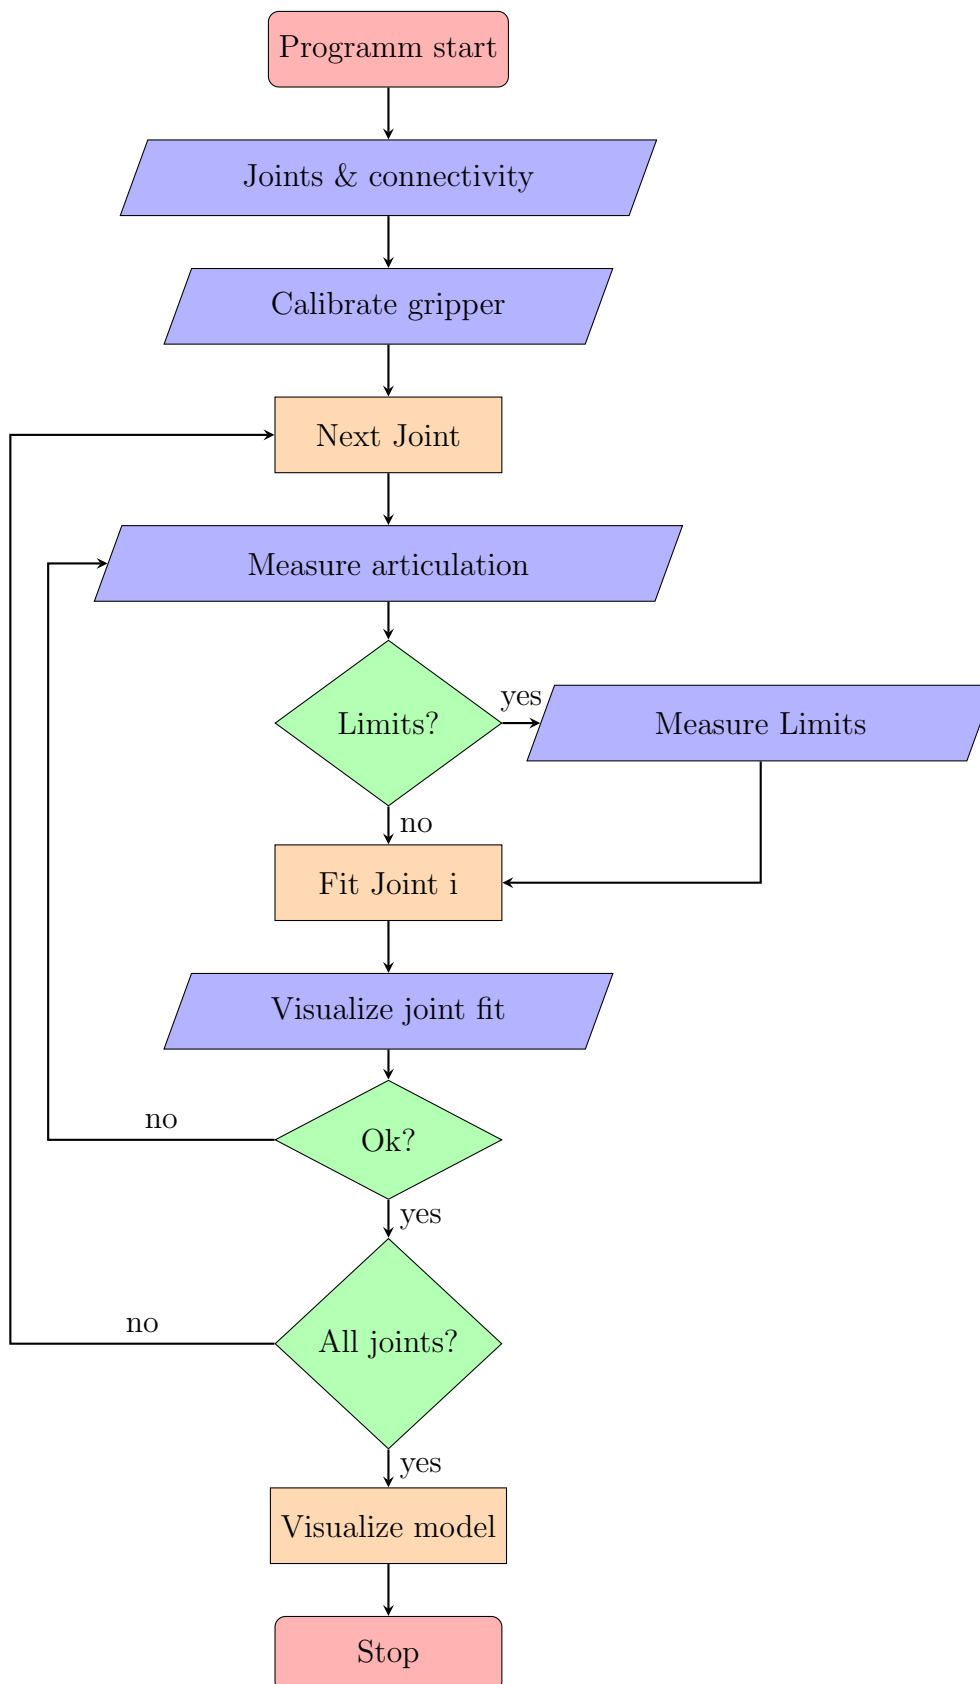 Programm start
Joints & connectivity
Calibrate gripper
Next Joint
Measure articulation
Limits?
yes
Measure Limits
no
Fit Joint i
Visualize joint fit
Ok?
no
yes
All joints?
no
yes
Visualize model
Stop